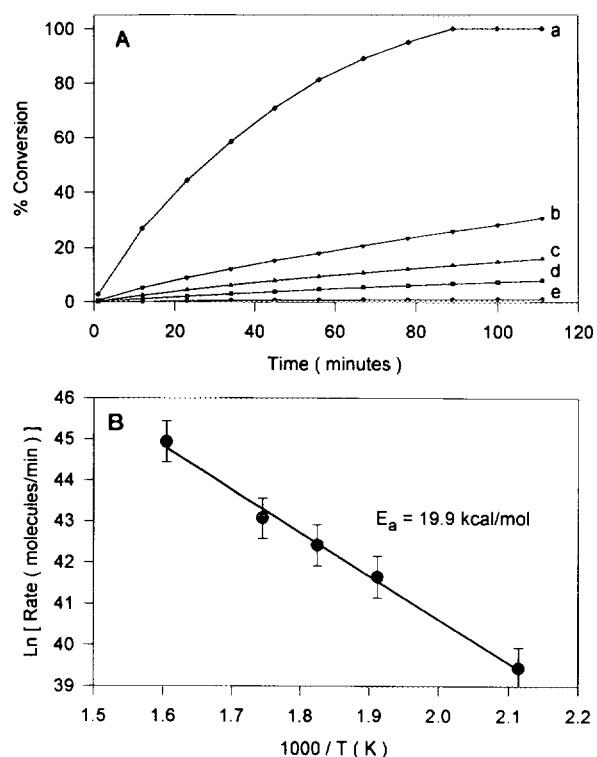 A
100
80
60
40
20
0
% Conversion
a
b
c
d
e
0 20 40 60 80 100 120
Time ( minutes )
B
46
45
44
43
42
41
40
39
Ln [ Rate ( molecules/min ) ]
Ea = 19.9 kcal/mol
1.5 1.6 1.7 1.8 1.9 2.0 2.1 2.2
1000 / T ( K )